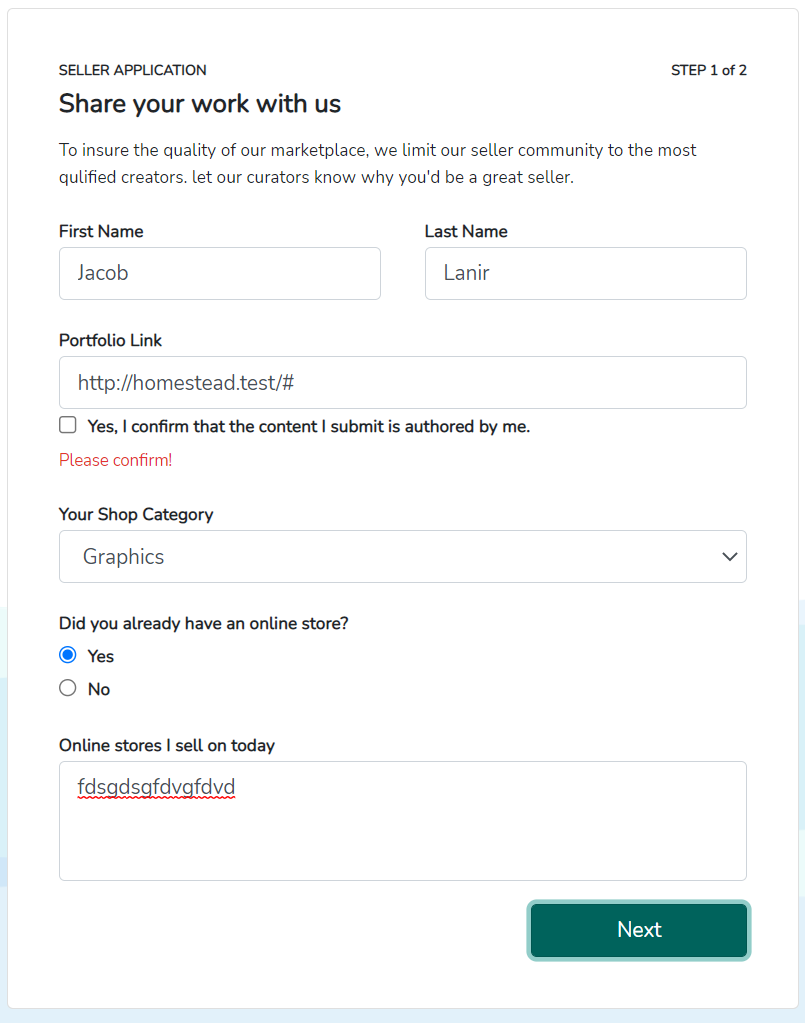 SELLER APPLICATION
STEP 1 of 2
Share your work with us
To insure the quality of our marketplace, we limit our seller community to the most
qulified creators. let our curators know why you'd be a great seller.
First Name
Last Name
Jacob
Lanir
Portfolio Link
http://homestead.test/#
Yes, I confirm that the content I submit is authored by me.
Please confirm!
Your Shop Category
Graphics
Did you already have an online store?
Yes
No
Online stores I sell on today
fdsgdsgfdvgfdvd
Next